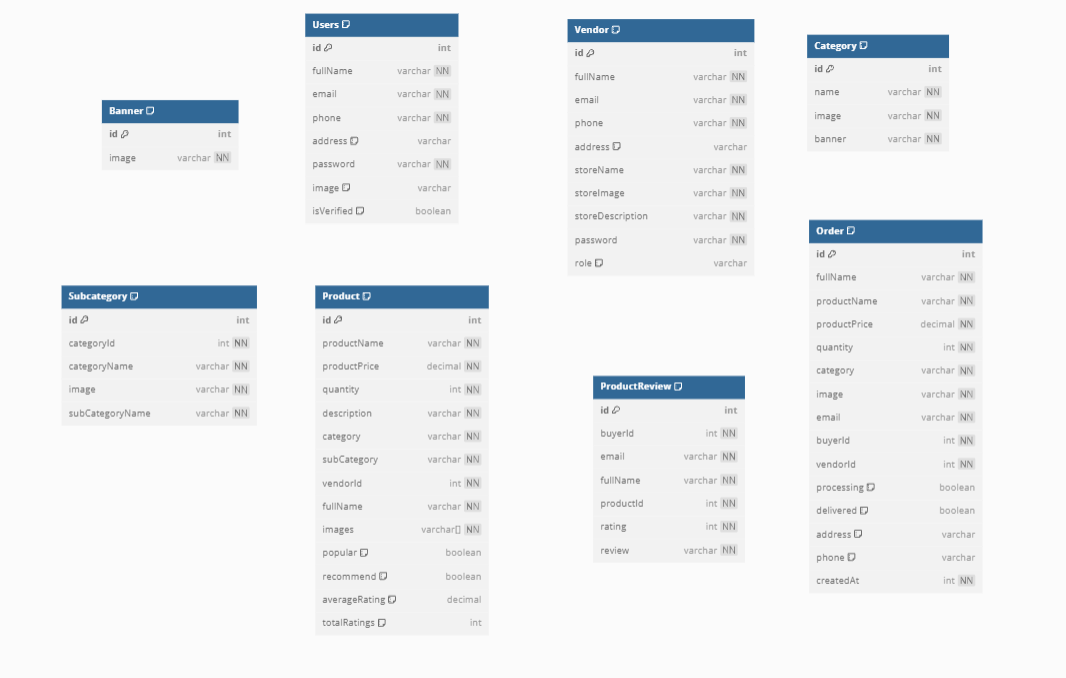 Banner
id int
image varchar NN
Users
id int
fullName varchar NN
email varchar NN
phone varchar NN
address varchar
password varchar NN
image varchar
isVerified boolean
Vendor
id int
fullName varchar NN
email varchar NN
phone varchar NN
address varchar
storeName varchar NN
storeImage varchar NN
storeDescription varchar NN
password varchar NN
role varchar
Category
id int
name varchar NN
image varchar NN
banner varchar NN
Subcategory
id int
categoryId int NN
categoryName varchar NN
image varchar NN
subCategoryName varchar NN
Product
id int
productName varchar NN
productPrice decimal NN
quantity int NN
description varchar NN
category varchar NN
subCategory varchar NN
vendorId int NN
fullName varchar NN
images varchar[] NN
popular boolean
recommend boolean
averageRating decimal
totalRatings int
ProductReview
id int
buyerId int NN
email varchar NN
fullName varchar NN
productId int NN
rating int NN
review varchar NN
Order
id int
fullName varchar NN
productName varchar NN
productPrice decimal NN
quantity int NN
category varchar NN
image varchar NN
email varchar NN
buyerId int NN
vendorId int NN
processing boolean
delivered boolean
address varchar
phone varchar
createdAt int NN